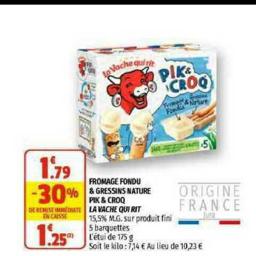 la Vache qui rit
PIK &
CROQ'
x5
1.79
-30%
DE REMISE IMMÉDIATE
EN CAISSE
1.25
FROMAGE FONDU
& GRESSINS NATURE
PIK & CROQ
LA VACHE QUI RIT
15,5% M.G. sur produit fini
5 barquettes
L'étui de 175 g
Soit le kilo : 7,14 € Au lieu de 10,23 €
ORIGINE
FRANCE
Jura